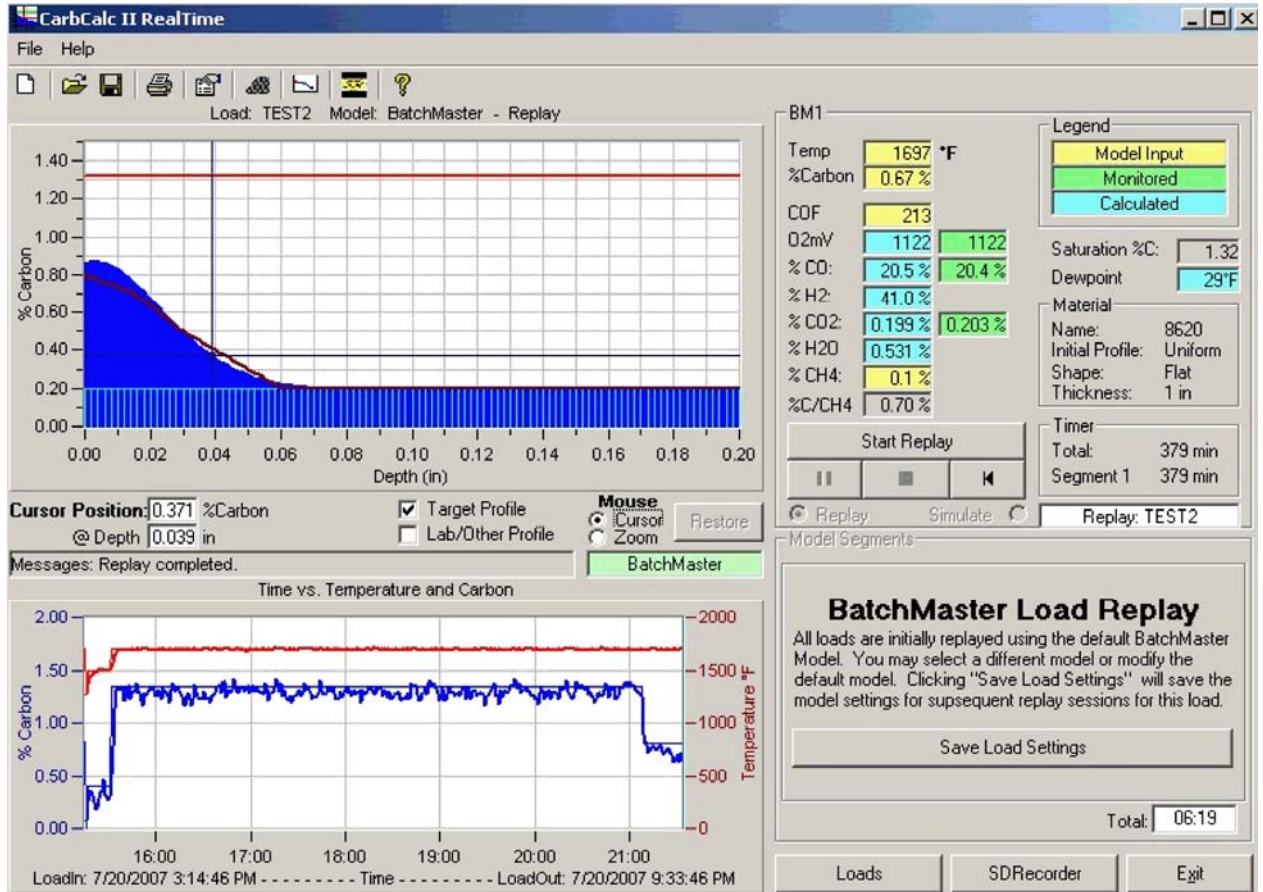 CarbCalc II RealTime
File Help
Load: TEST2 Model: BatchMaster - Replay
1.40
1.20
1.00
0.80
0.60
0.40
0.20
0.00
% Carbon
0.00 0.02 0.04 0.06 0.08 0.10 0.12 0.14 0.16 0.18 0.20
Depth (in)
Cursor Position: 0.371 %Carbon
@ Depth 0.039 in
Target Profile
Lab/Other Profile
Mouse
Cursor
Zoom
Restore
Messages: Replay completed.
BatchMaster
Time vs. Temperature and Carbon
2.00
1.50
1.00
0.50
0.00
% Carbon
2000
1500
1000
500
0
Temperature °F
16:00 17:00 18:00 19:00 20:00 21:00
LoadIn: 7/20/2007 3:14:46 PM - - - - - - - - - Time - - - - - - - - - LoadOut: 7/20/2007 9:33:46 PM
BM1
Temp 1697 °F
%Carbon 0.67 %
COF 213
O2mV 1122 1122
% CO: 20.5 % 20.4 %
% H2: 41.0 %
% CO2: 0.199 % 0.203 %
% H2O 0.531 %
% CH4: 0.1 %
%C/CH4 0.70 %
Start Replay
Replay Simulate
Legend
Model Input
Monitored
Calculated
Saturation %C: 1.32
Dewpoint 29°F
Material
Name: 8620
Initial Profile: Uniform
Shape: Flat
Thickness: 1 in
Timer
Total: 379 min
Segment 1 379 min
Replay: TEST2
Model Segments
BatchMaster Load Replay
All loads are initially replayed using the default BatchMaster
Model. You may select a different model or modify the
default model. Clicking "Save Load Settings" will save the
model settings for supsequent replay sessions for this load.
Save Load Settings
Total: 06:19
Loads SDRecorder Exit